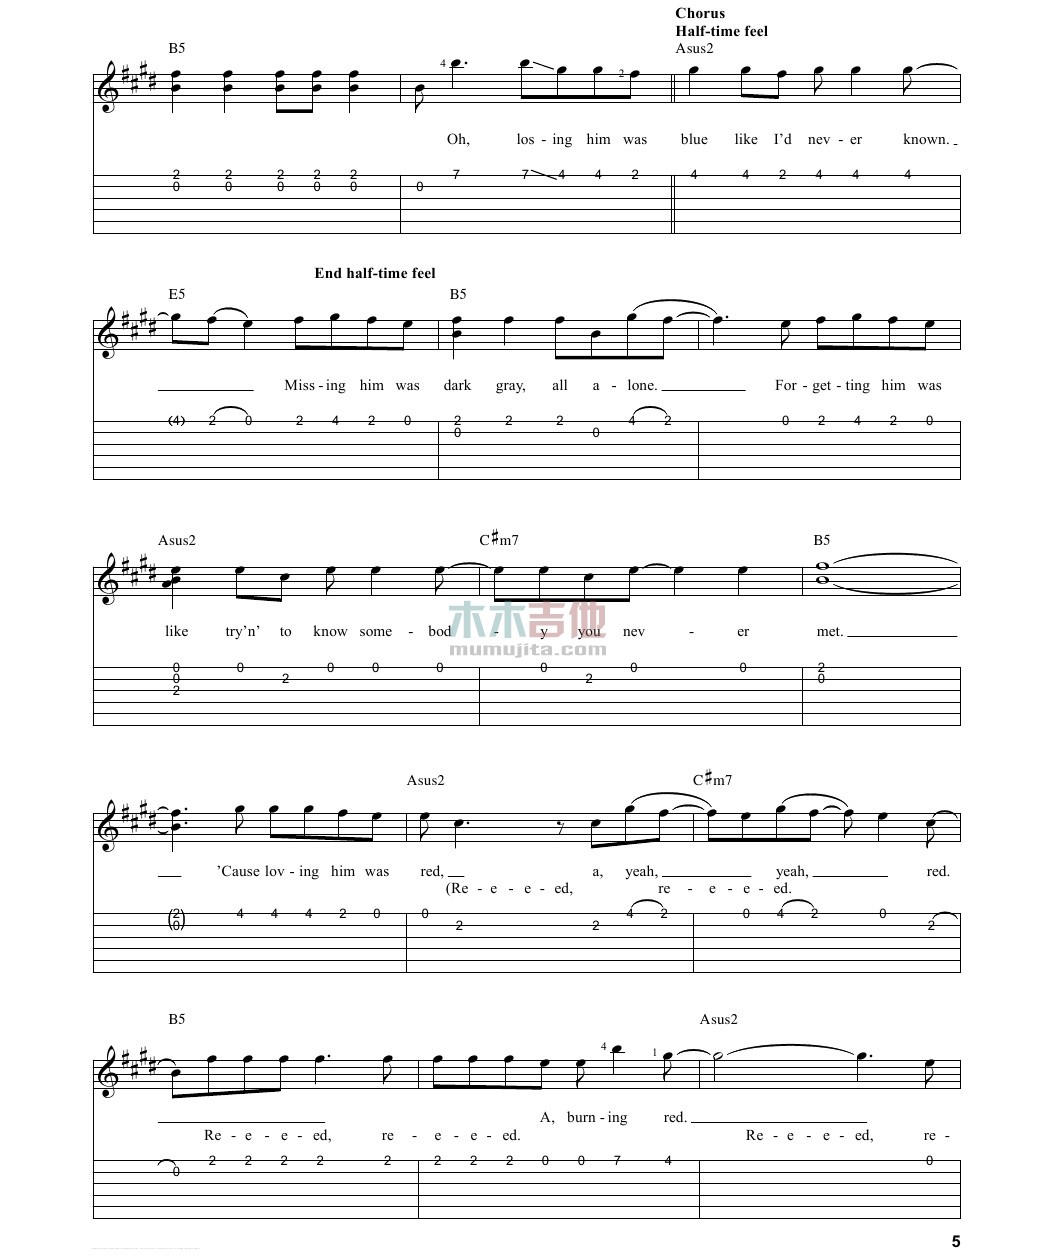 Chorus
Half-time feel
B5 Asus2
4 2
Oh, los - ing him was blue like I'd nev - er known.
2 2 2 2 2 7 7 4 4 2 4 4 2 4 4 4
0 0 0 0 0 0
End half-time feel
E5 B5
Miss - ing him was dark gray, all a - lone. For - get - ting him was
(4) 2 0 2 4 2 0 2 2 2 4 2 0 2 4 2 0
0 0
Asus2 C#m7 B5
like try'n' to know some - bod - y you nev - er met.
木木吉他
mumujita.com
0 0 0 0 0 0 0 0 2
0 2 2 0
2
Asus2 C#m7
'Cause lov - ing him was red, a, yeah, yeah, red.
(Re - e - e - ed, re - e - e - ed.
(2) 4 4 4 2 0 0 4 2 0 4 2 0
(0) 2 2 2
B5 Asus2
4 1
A, burn - ing red.
Re - e - e - ed, re - e - e - ed. Re - e - e - ed, re -
2 2 2 2 2 2 2 2 0 0 7 4 0
0
5